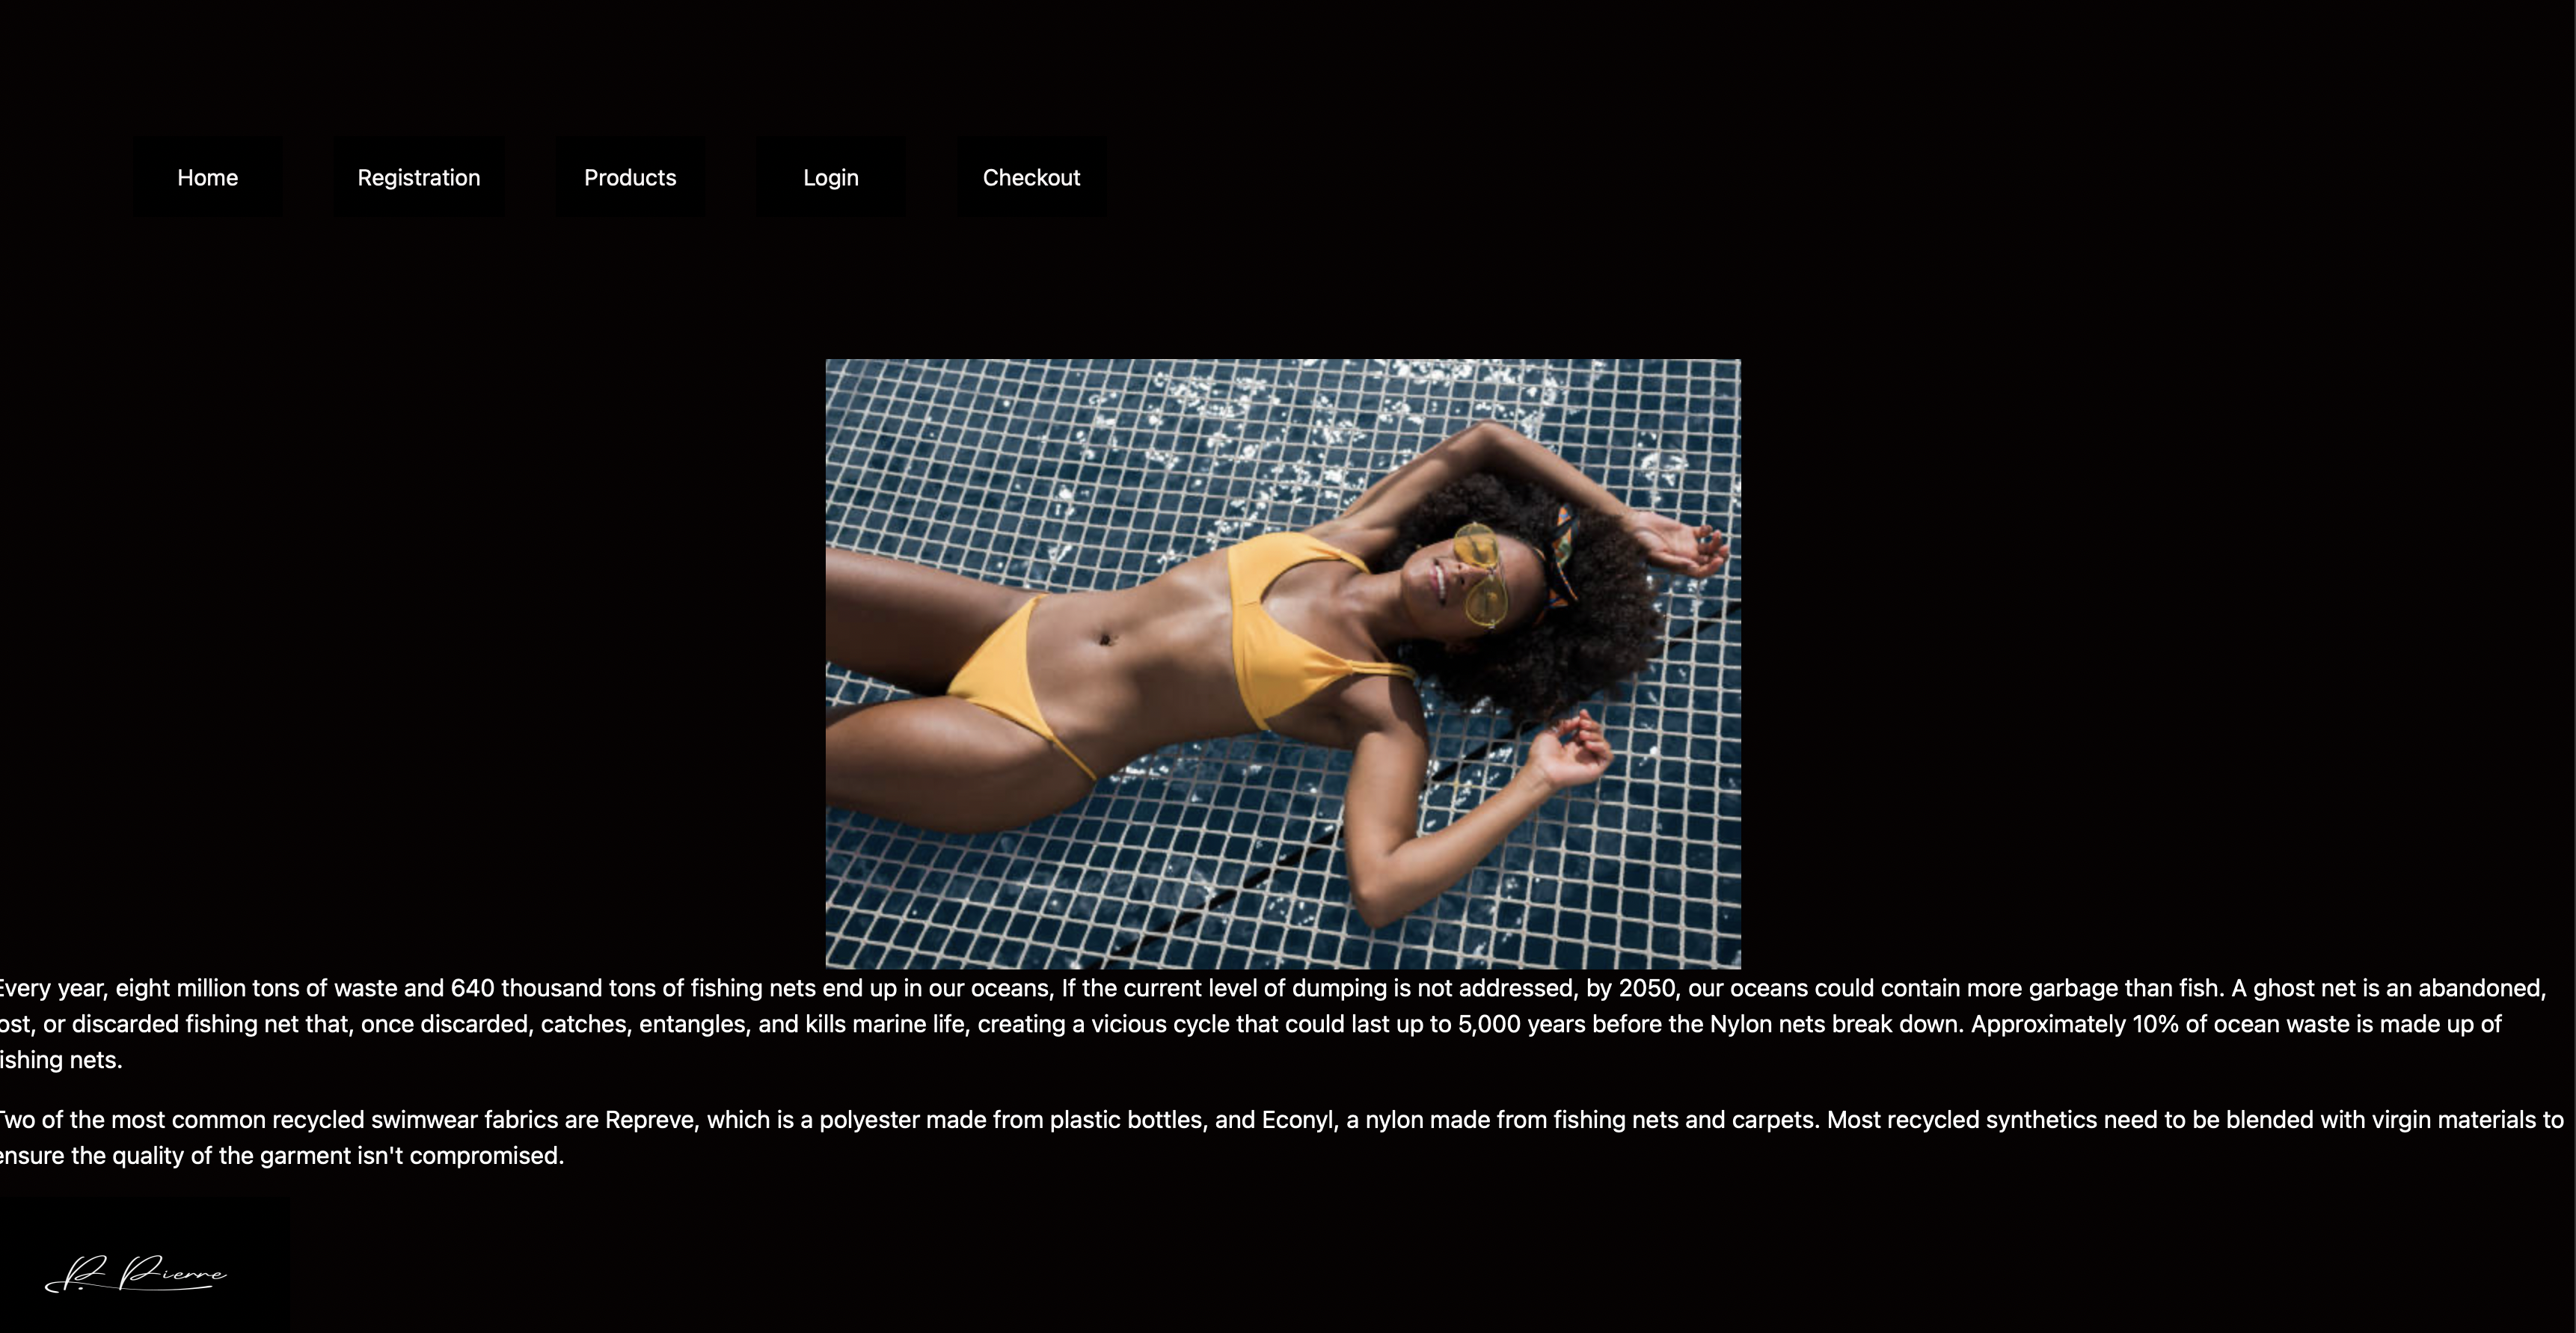 Home Registration Products Login Checkout
Every year, eight million tons of waste and 640 thousand tons of fishing nets end up in our oceans, If the current level of dumping is not addressed, by 2050, our oceans could contain more garbage than fish. A ghost net is an abandoned,
lost, or discarded fishing net that, once discarded, catches, entangles, and kills marine life, creating a vicious cycle that could last up to 5,000 years before the Nylon nets break down. Approximately 10% of ocean waste is made up of
fishing nets.
Two of the most common recycled swimwear fabrics are Repreve, which is a polyester made from plastic bottles, and Econyl, a nylon made from fishing nets and carpets. Most recycled synthetics need to be blended with virgin materials to
ensure the quality of the garment isn't compromised.
P. Pierre